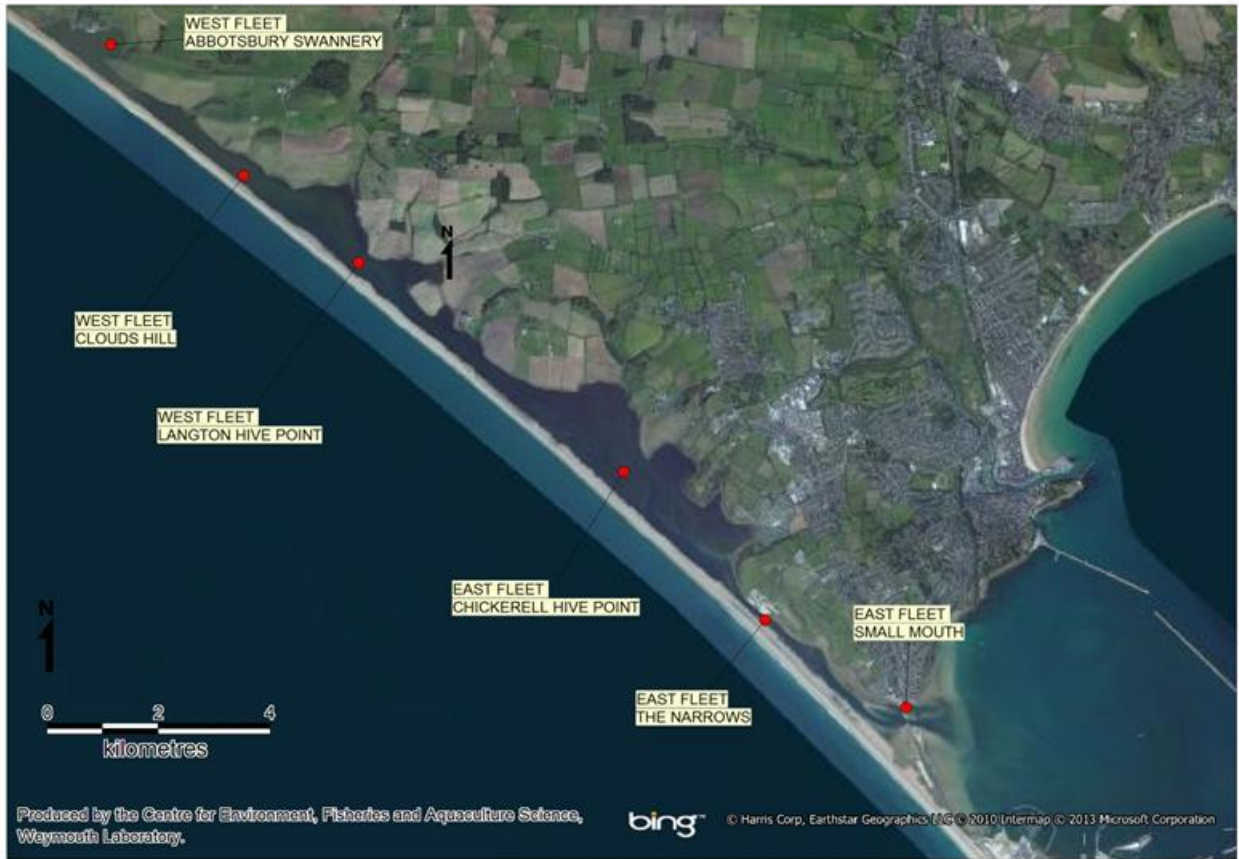 WEST FLEET
ABBOTSBURY SWANNERY
N
WEST FLEET
CLOUDS HILL
WEST FLEET
LANGTON HIVE POINT
EAST FLEET
CHICKERELL HIVE POINT
EAST FLEET
SMALL MOUTH
EAST FLEET
THE NARROWS
N
0 2 4
kilometres
Produced by the Centre for Environment, Fisheries and Aquaculture Science,
Weymouth Laboratory.
bing™ © Harris Corp, Earthstar Geographics LLC © 2010 Intermap © 2013 Microsoft Corporation